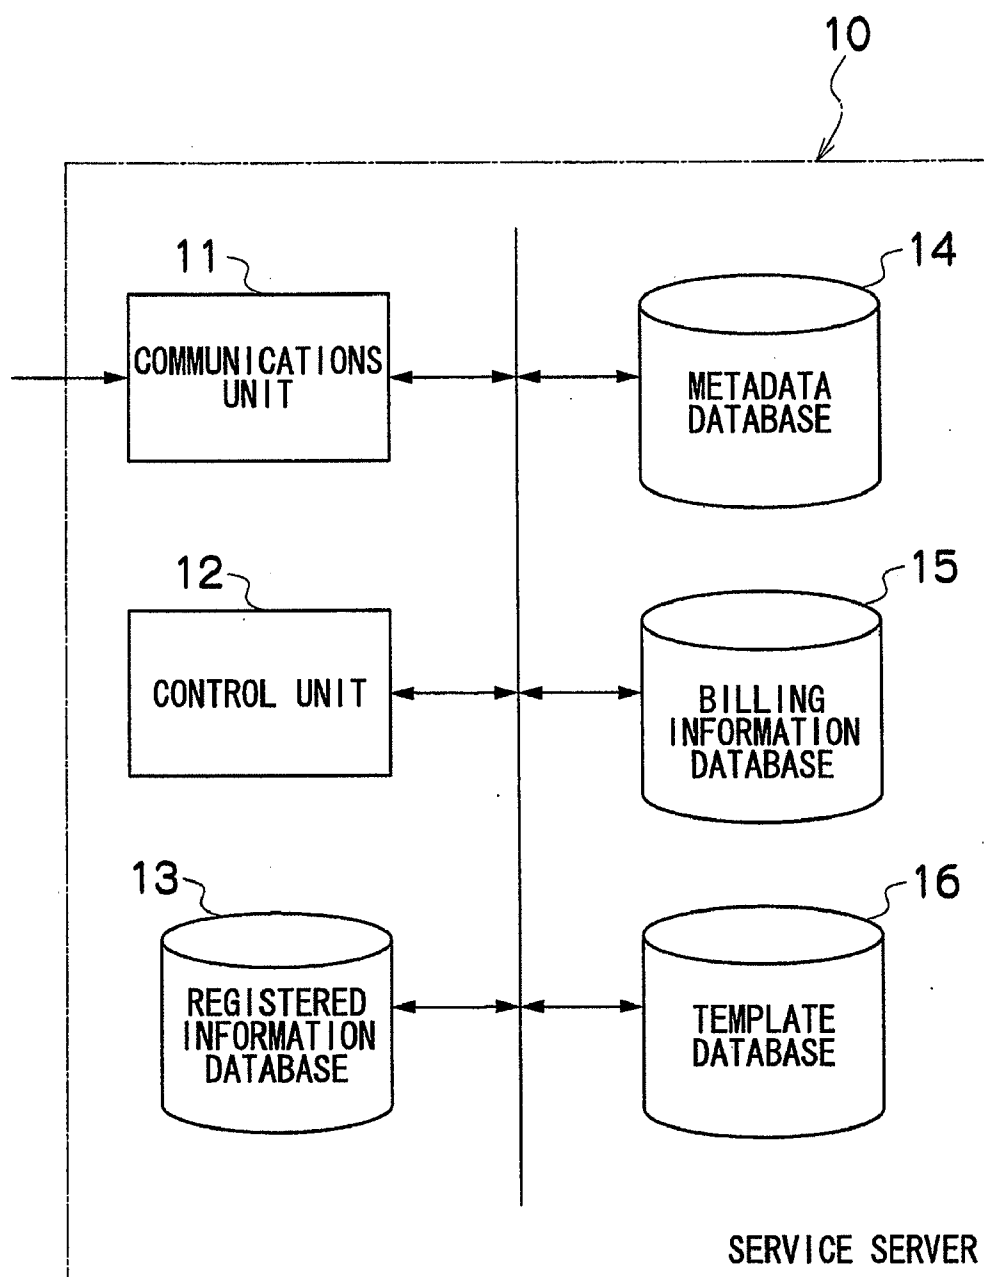 10
11
COMMUNICATIONS
UNIT
14
METADATA
DATABASE
12
CONTROL UNIT
15
BILLING
INFORMATION
DATABASE
13
REGISTERED
INFORMATION
DATABASE
16
TEMPLATE
DATABASE
SERVICE SERVER